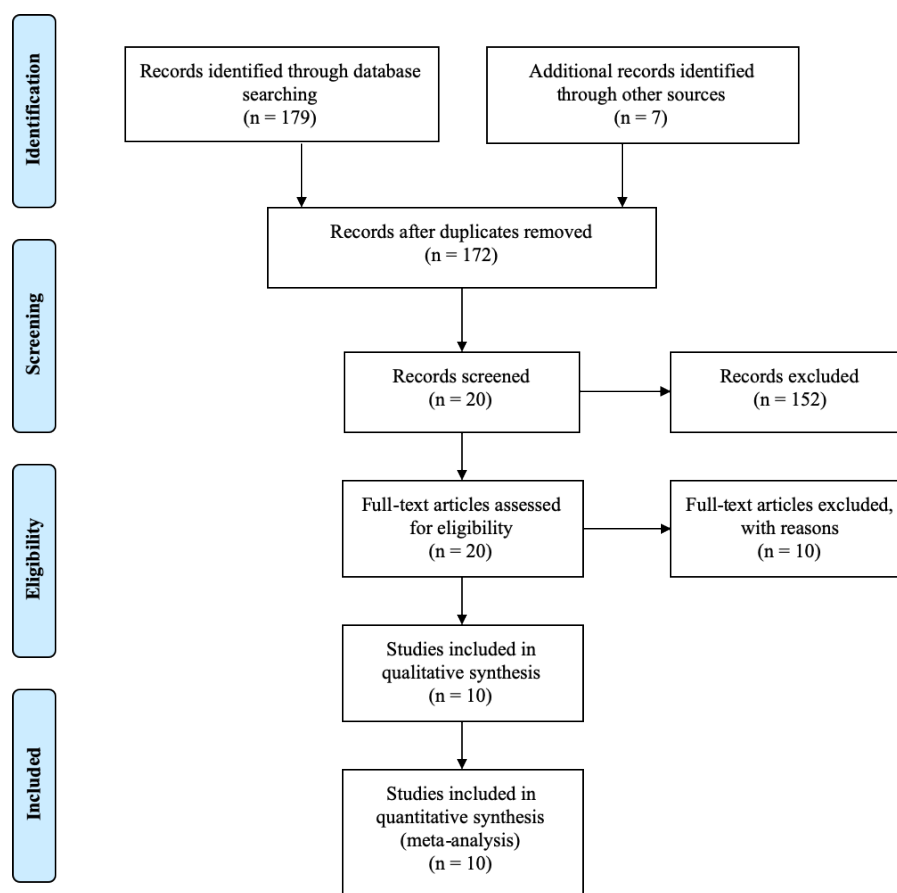 Identification
Records identified through database
searching
(n = 179)
Additional records identified
through other sources
(n = 7)
Records after duplicates removed
(n = 172)
Screening
Records screened
(n = 20)
Records excluded
(n = 152)
Eligibility
Full-text articles assessed
for eligibility
(n = 20)
Full-text articles excluded,
with reasons
(n = 10)
Studies included in
qualitative synthesis
(n = 10)
Included
Studies included in
quantitative synthesis
(meta-analysis)
(n = 10)